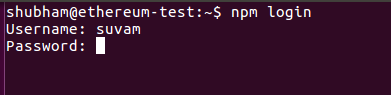 shubham@ethereum-test:~$ npm login
Username: suvam
Password: